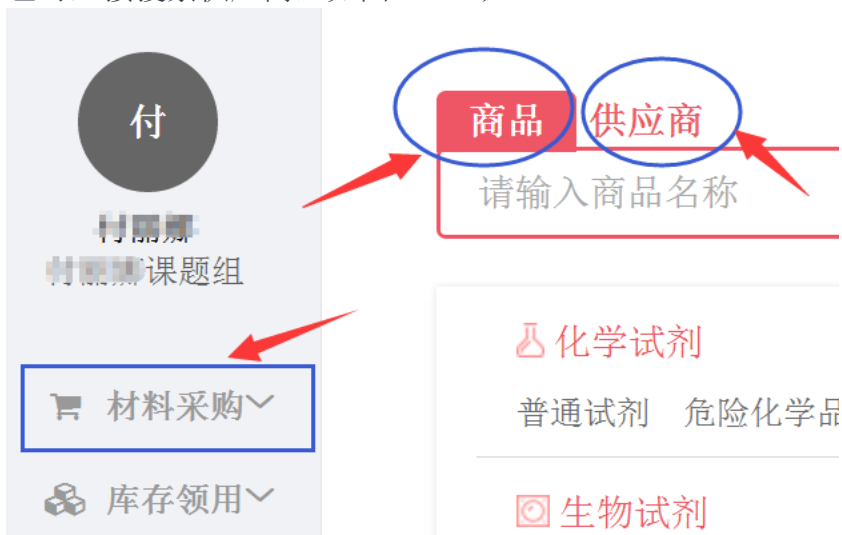 付
课题组
材料采购
库存领用
商品 供应商
请输入商品名称
化学试剂
普通试剂 危险化学品
生物试剂